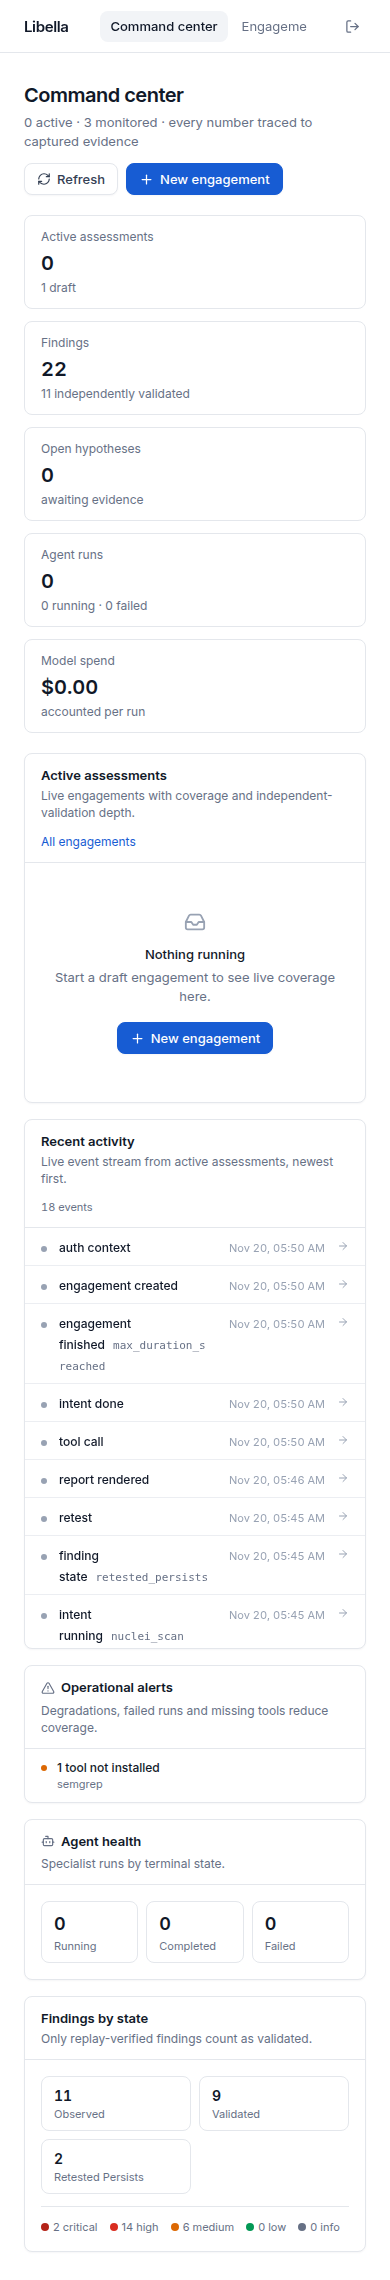 Libella
Command center
Engageme
Command center
0 active · 3 monitored · every number traced to
captured evidence
Refresh
New engagement
Active assessments
0
1 draft
Findings
22
11 independently validated
Open hypotheses
0
awaiting evidence
Agent runs
0
0 running · 0 failed
Model spend
$0.00
accounted per run
Active assessments
Live engagements with coverage and independent-
validation depth.
All engagements
Nothing running
Start a draft engagement to see live coverage
here.
New engagement
Recent activity
Live event stream from active assessments, newest
first.
18 events
auth context Nov 20, 05:50 AM
engagement created Nov 20, 05:50 AM
engagement Nov 20, 05:50 AM
finished max_duration_s
reached
intent done Nov 20, 05:50 AM
tool call Nov 20, 05:50 AM
report rendered Nov 20, 05:46 AM
retest Nov 20, 05:45 AM
finding Nov 20, 05:45 AM
state retested_persists
intent Nov 20, 05:45 AM
running nuclei_scan
Operational alerts
Degradations, failed runs and missing tools reduce
coverage.
1 tool not installed
semgrep
Agent health
Specialist runs by terminal state.
0 0 0
Running Completed Failed
Findings by state
Only replay-verified findings count as validated.
11 9
Observed Validated
2
Retested Persists
2 critical 14 high 6 medium 0 low 0 info